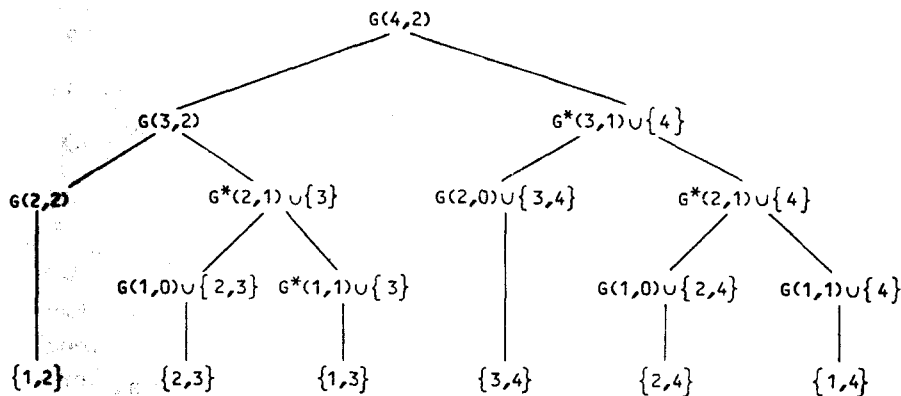 G(4,2)
G(3,2) G*(3,1)∪{4}
G(2,2) G*(2,1)∪{3} G(2,0)∪{3,4} G*(2,1)∪{4}
G(1,0)∪{2,3} G*(1,1)∪{3} G(1,0)∪{2,4} G(1,1)∪{4}
{1,2} {2,3} {1,3} {3,4} {2,4} {1,4}